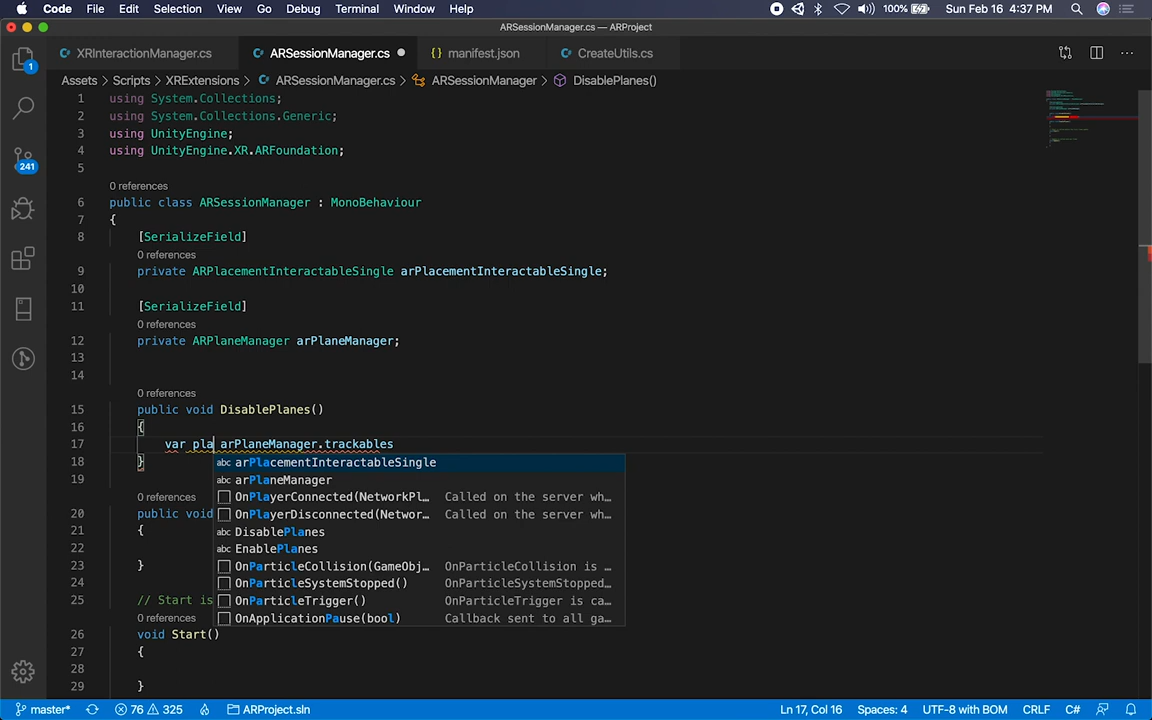 Code File Edit Selection View Go Debug Terminal Window Help 100% Sun Feb 16 4:37 PM
ARSessionManager.cs — ARProject
XRInteractionManager.cs ARSessionManager.cs manifest.json CreateUtils.cs
Assets > Scripts > XRExtensions > ARSessionManager.cs > ARSessionManager > DisablePlanes()
1 using System.Collections;
2 using System.Collections.Generic;
3 using UnityEngine;
4 using UnityEngine.XR.ARFoundation;
5
0 references
6 public class ARSessionManager : MonoBehaviour
7 {
8 [SerializeField]
0 references
9 private ARPlacementInteractableSingle arPlacementInteractableSingle;
10
11 [SerializeField]
0 references
12 private ARPlaneManager arPlaneManager;
13
14
0 references
15 public void DisablePlanes()
16 {
17 var pla arPlaneManager.trackables
18 }
19
0 references
20 public void
21 {
22
23 }
24
25 // Start is
0 references
26 void Start()
27 {
28
29 }
abc arPlacementInteractableSingle
abc arPlaneManager
OnPlayerConnected(NetworkPl… Called on the server wh…
OnPlayerDisconnected(Networ… Called on the server wh…
abc DisablePlanes
abc EnablePlanes
OnParticleCollision(GameObj… OnParticleCollision is …
OnParticleSystemStopped() OnParticleSystemStopped…
OnParticleTrigger() OnParticleTrigger is ca…
OnApplicationPause(bool) Callback sent to all ga…
1
241
master* 76 325 ARProject.sln Ln 17, Col 16 Spaces: 4 UTF-8 with BOM CRLF C#